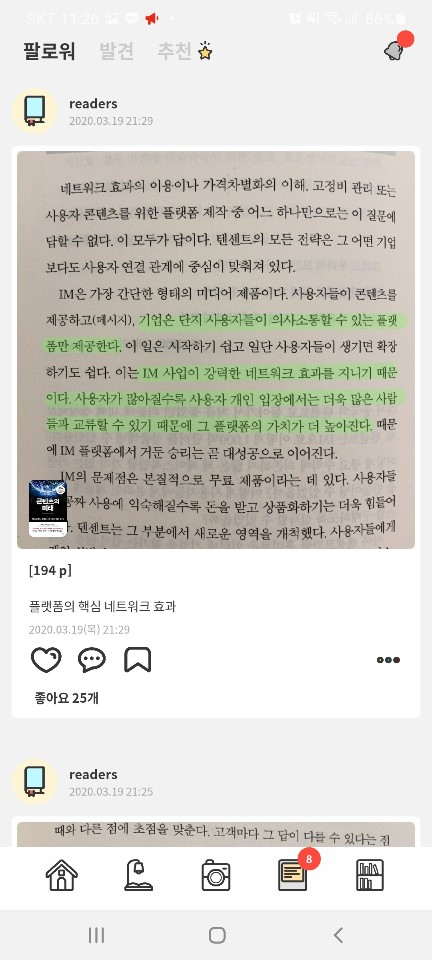 SKT 11:26
86%
팔로워 발견 추천
readers
2020.03.19 21:29
네트워크 효과의 이용이나 가격차별화의 이해, 고정비 관리 또는
사용자 콘텐츠를 위한 플랫폼 제작 중 어느 하나만으로는 이 질문에
답할 수 없다. 이 모두가 답이다. 텐센트의 모든 전략은 그 어떤 기업
보다도 사용자 연결 관계에 중심이 맞춰져 있다.
IM은 가장 간단한 형태의 미디어 제품이다. 사용자들이 콘텐츠를
제공하고(메시지), 기업은 단지 사용자들이 의사소통할 수 있는 플랫
폼만 제공한다. 이 일은 시작하기 쉽고 일단 사용자들이 생기면 확장
하기도 쉽다. 이는 IM 사업이 강력한 네트워크 효과를 지니기 때문
이다. 사용자가 많아질수록 사용자 개인 입장에서는 더욱 많은 사람
들과 교류할 수 있기 때문에 그 플랫폼의 가치가 더 높아진다. 때문
에 IM 플랫폼에서 거둔 승리는 곧 대성공으로 이어진다.
IM의 문제점은 본질적으로 무료 제품이라는 데 있다. 사용자들
공짜 사용에 익숙해질수록 돈을 받고 상품화하기는 더욱 힘들어
텐센트는 그 부분에서 새로운 영역을 개척했다. 사용자들에게
콘텐츠의
미래
[194 p]
플랫폼의 핵심 네트워크 효과
2020.03.19(목) 21:29
좋아요 25개
readers
2020.03.19 21:25
때와 다른 점에 초점을 맞춘다. 고객마다 그 답이 다를 수 있다는 점
8